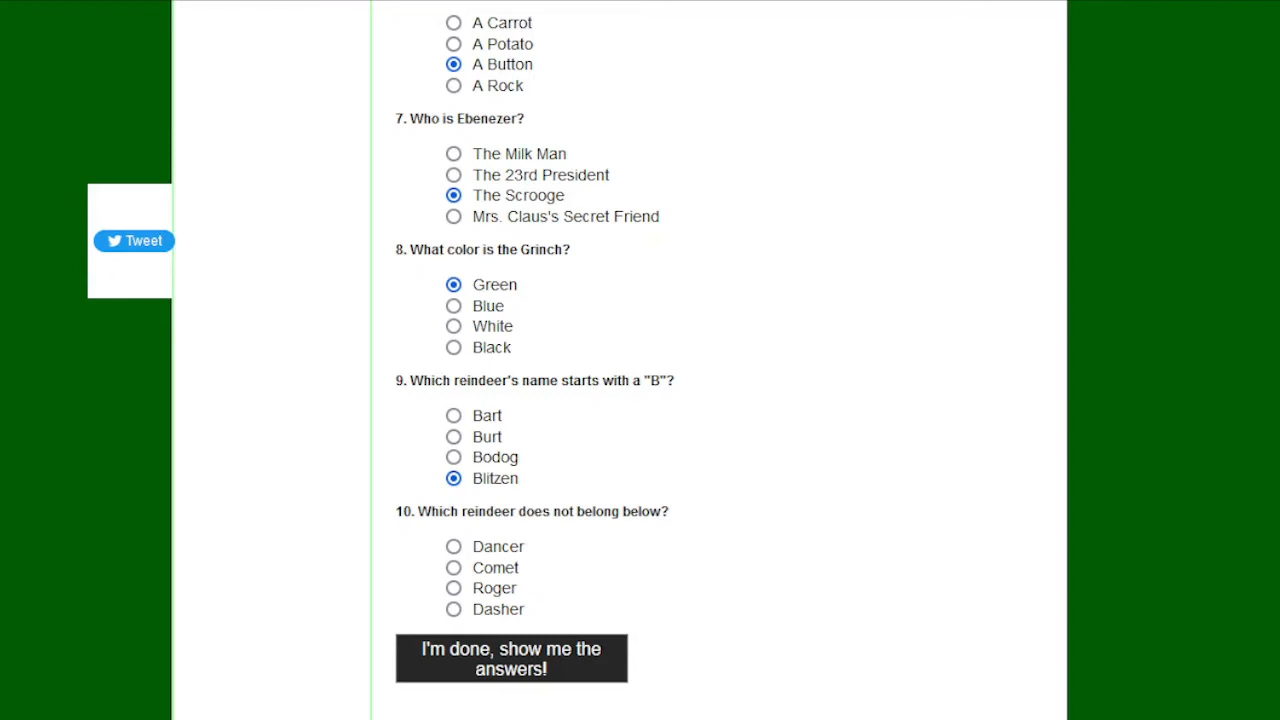 A Carrot
A Potato
A Button
A Rock
7. Who is Ebenezer?
The Milk Man
The 23rd President
The Scrooge
Mrs. Claus's Secret Friend
Tweet
8. What color is the Grinch?
Green
Blue
White
Black
9. Which reindeer's name starts with a "B"?
Bart
Burt
Bodog
Blitzen
10. Which reindeer does not belong below?
Dancer
Comet
Roger
Dasher
I'm done, show me the
answers!